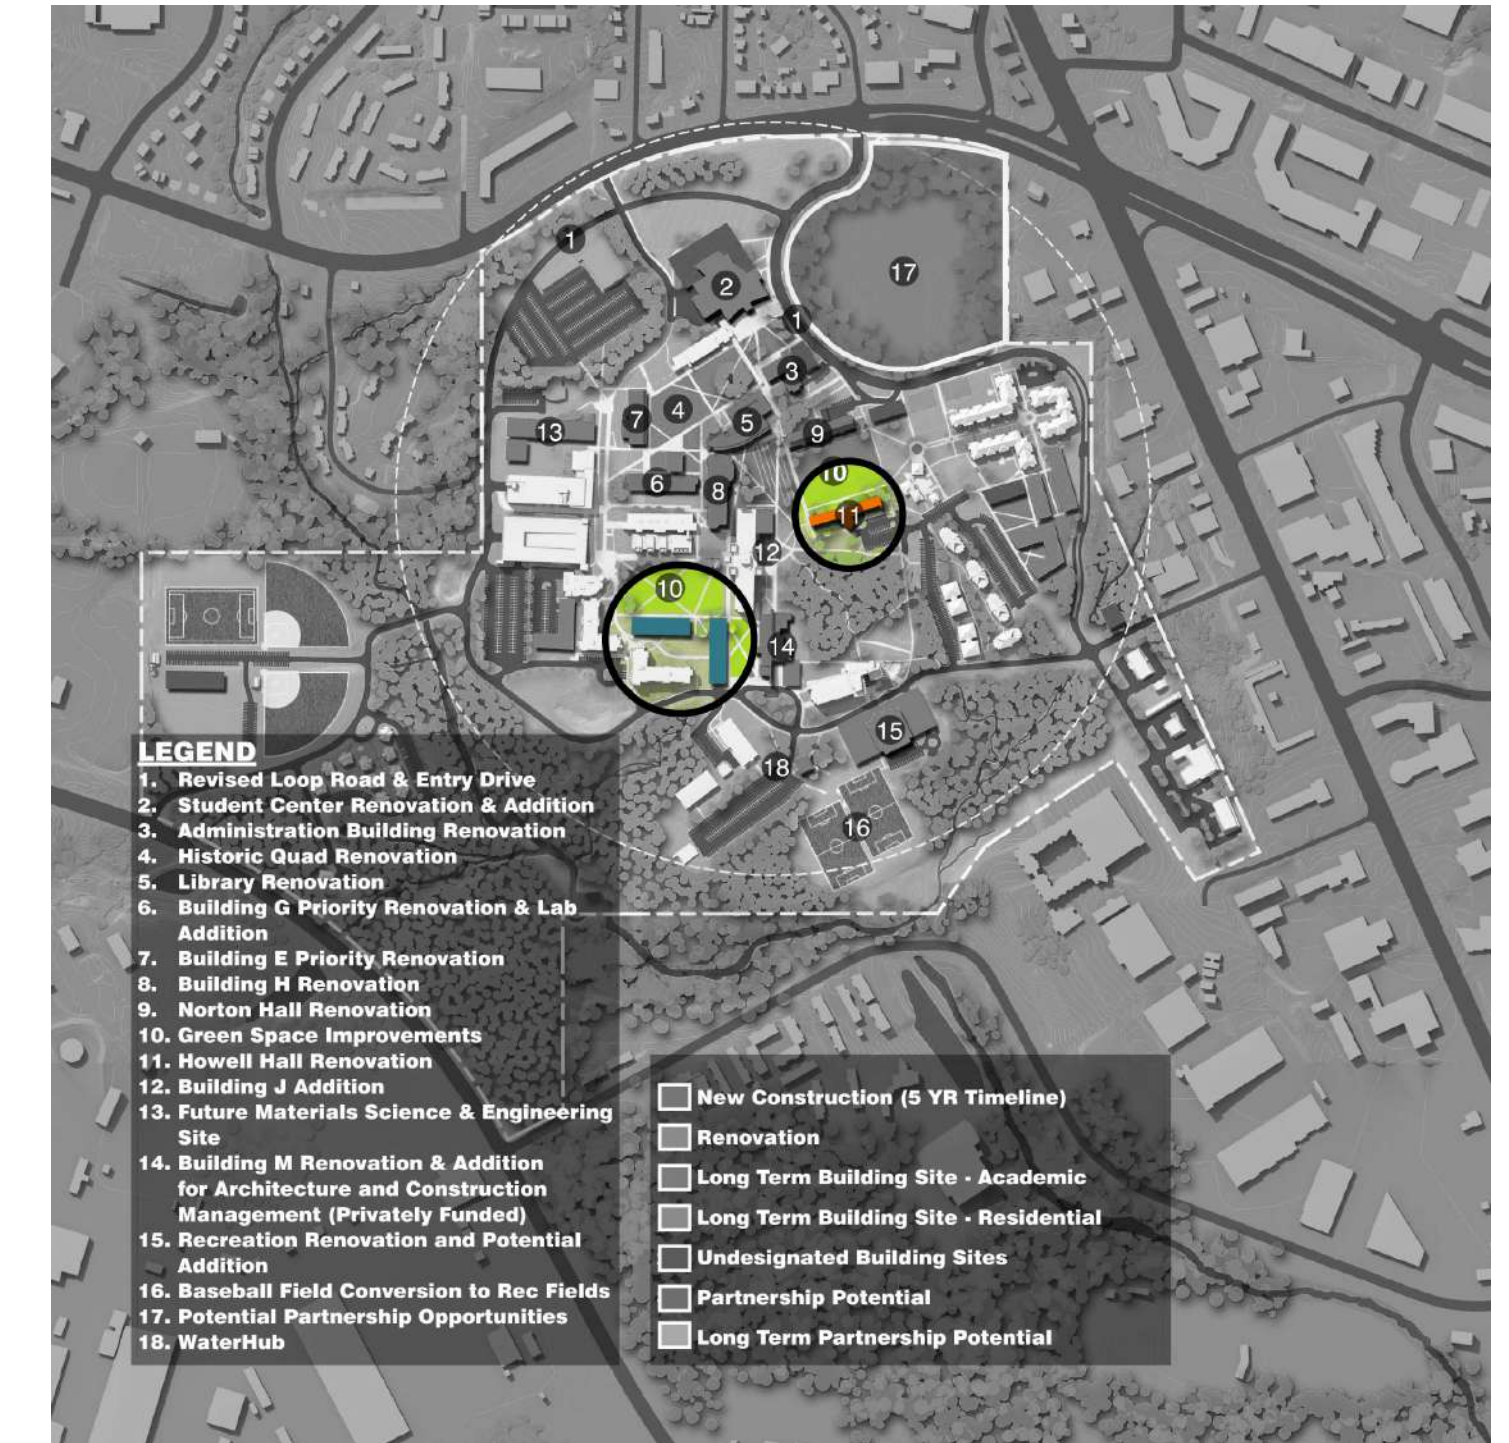 1
17
2
1
3
4
7
5
13
9
10
6
8
11
12
10
14
15
18
16
LEGEND
1. Revised Loop Road & Entry Drive
2. Student Center Renovation & Addition
3. Administration Building Renovation
4. Historic Quad Renovation
5. Library Renovation
6. Building G Priority Renovation & Lab
Addition
7. Building E Priority Renovation
8. Building H Renovation
9. Norton Hall Renovation
10. Green Space Improvements
11. Howell Hall Renovation
12. Building J Addition
13. Future Materials Science & Engineering
Site
14. Building M Renovation & Addition
for Architecture and Construction
Management (Privately Funded)
15. Recreation Renovation and Potential
Addition
16. Baseball Field Conversion to Rec Fields
17. Potential Partnership Opportunities
18. WaterHub
New Construction (5 YR Timeline)
Renovation
Long Term Building Site - Academic
Long Term Building Site - Residential
Undesignated Building Sites
Partnership Potential
Long Term Partnership Potential